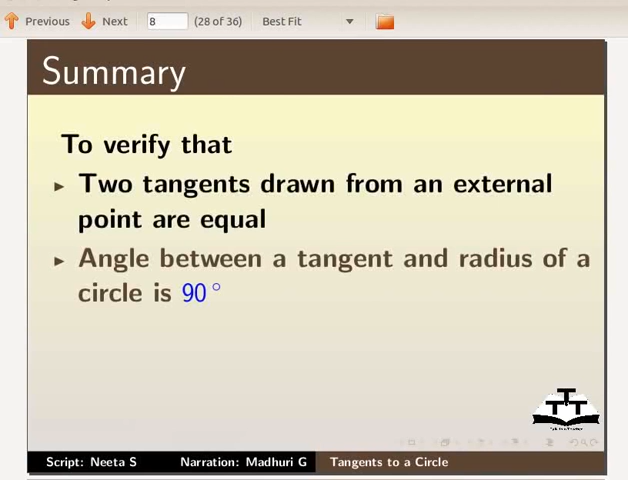 Previous Next 8 (28 of 36) Best Fit
Summary
To verify that
Two tangents drawn from an external
point are equal
Angle between a tangent and radius of a
circle is 90°
Script: Neeta S Narration: Madhuri G Tangents to a Circle